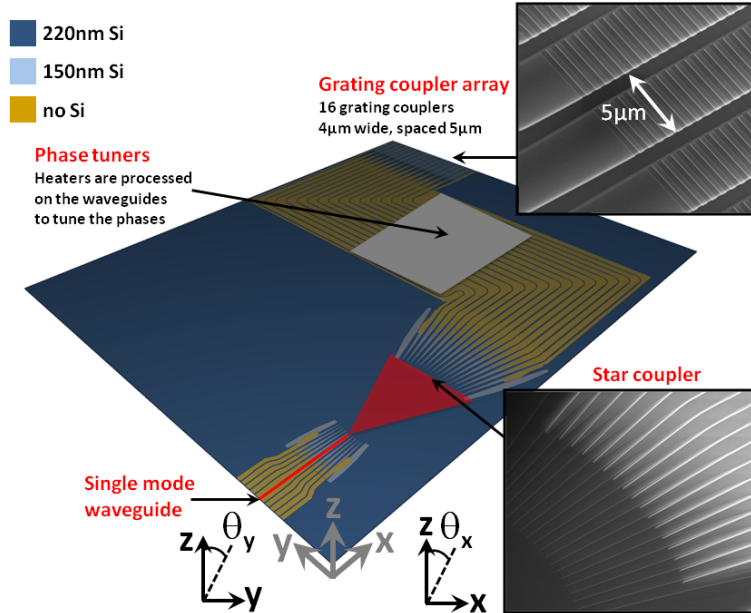 220nm Si
150nm Si
no Si
Grating coupler array
16 grating couplers
4µm wide, spaced 5µm
5µm
Phase tuners
Heaters are processed
on the waveguides
to tune the phases
Star coupler
Single mode
waveguide
z
θy
y
z
y
x
z
θx
x